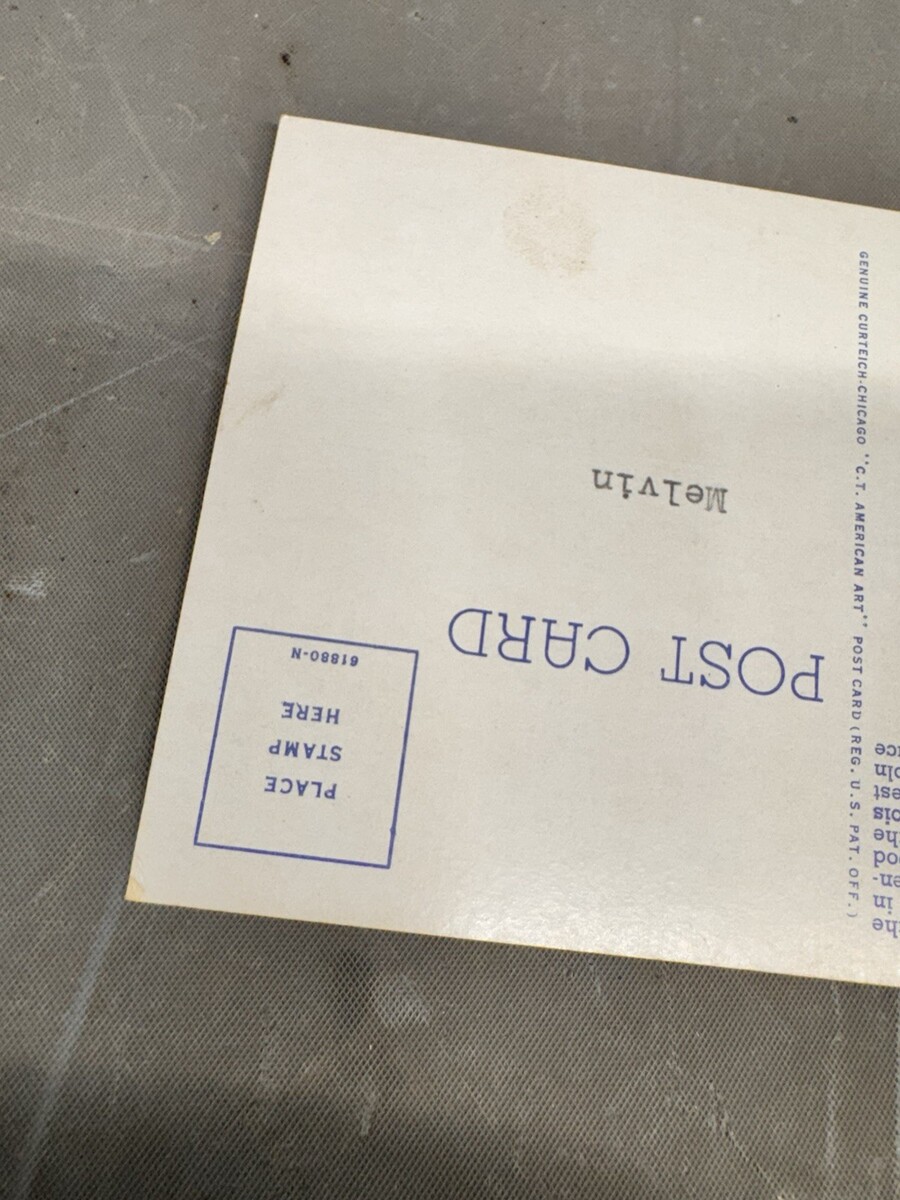 POST CARD
PLACE
STAMP
HERE
61880-N
Melvin
GENUINE CURTEICH-CHICAGO "C.T. AMERICAN ART" POST CARD (REG. U.S. PAT. OFF.)